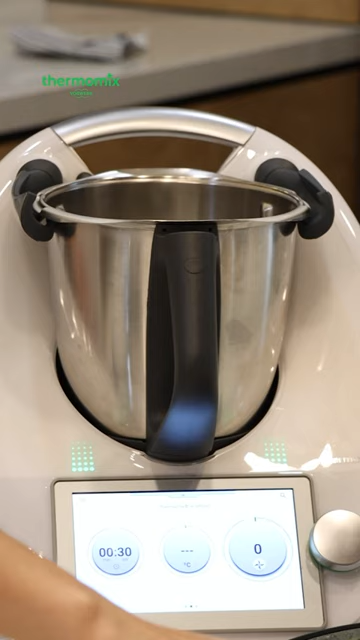 thermomix
00:30
---
°C
0